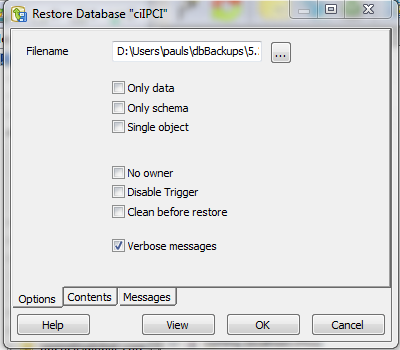 Restore Database "ciIPCI"
Filename D:\Users\pauls\dbBackups\5. ...
Only data
Only schema
Single object
No owner
Disable Trigger
Clean before restore
Verbose messages
Options Contents Messages
Help View OK Cancel